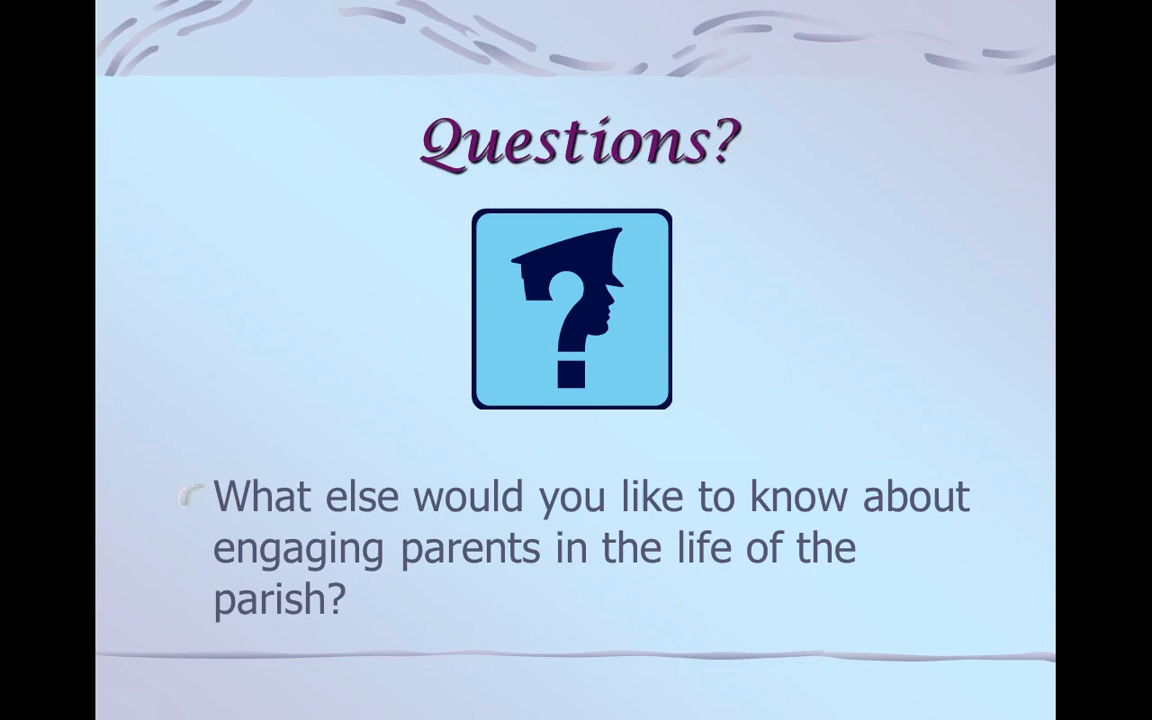 Questions?
What else would you like to know about
engaging parents in the life of the
parish?